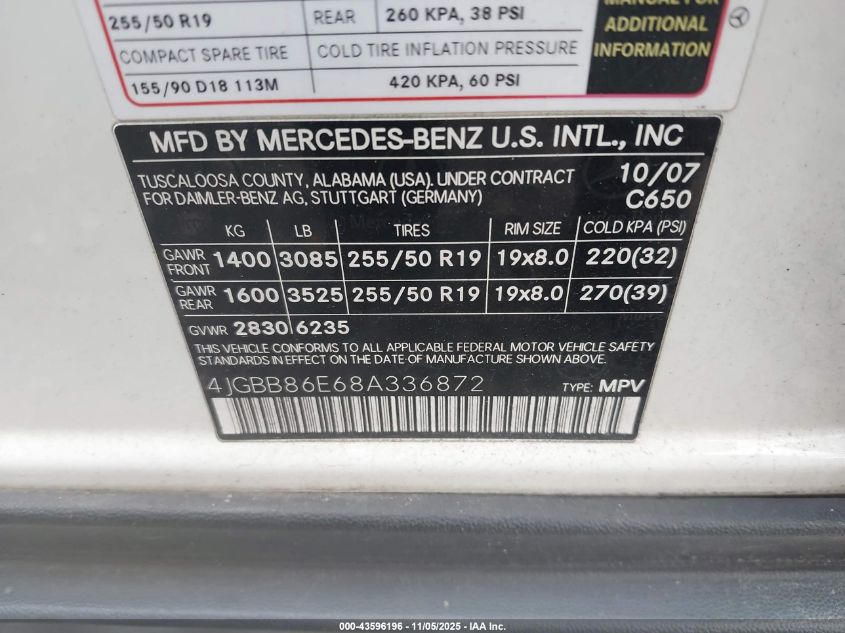 MANUAL FOR
255/50 R19 REAR 260 KPA, 38 PSI ADDITIONAL
COMPACT SPARE TIRE COLD TIRE INFLATION PRESSURE INFORMATION
155/90 D18 113M 420 KPA, 60 PSI
MFD BY MERCEDES-BENZ U.S. INTL., INC
TUSCALOOSA COUNTY, ALABAMA (USA). UNDER CONTRACT 10/07
FOR DAIMLER-BENZ AG, STUTTGART (GERMANY) C650
KG LB TIRES RIM SIZE COLD KPA (PSI)
GAWR FRONT 1400 3085 255/50 R19 19x8.0 220(32)
GAWR REAR 1600 3525 255/50 R19 19x8.0 270(39)
GVWR 2830 6235
THIS VEHICLE CONFORMS TO ALL APPLICABLE FEDERAL MOTOR VEHICLE SAFETY
STANDARDS IN EFFECT ON THE DATE OF MANUFACTURE SHOWN ABOVE.
4JGBB86E68A336872 TYPE: MPV
000-43596196 - 11/05/2025 - IAA Inc.